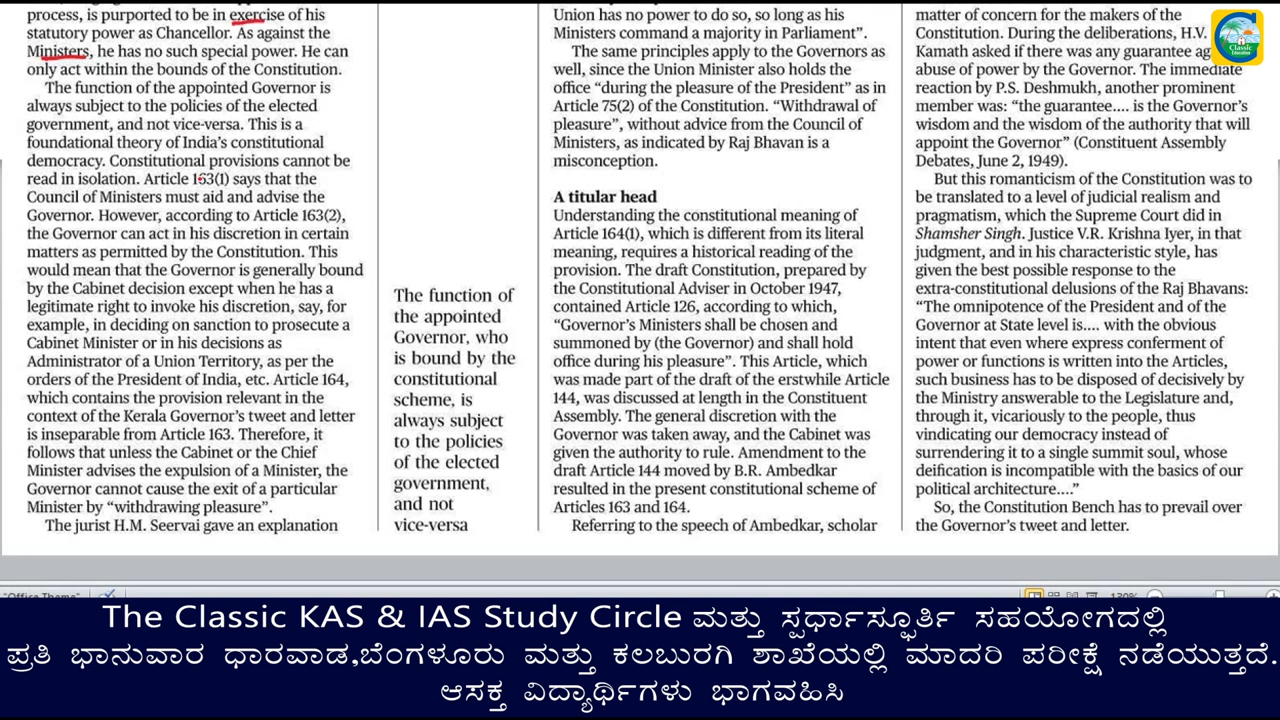 process, is purported to be in exercise of his
statutory power as Chancellor. As against the
Ministers, he has no such special power. He can
only act within the bounds of the Constitution.
The function of the appointed Governor is
always subject to the policies of the elected
government, and not vice-versa. This is a
foundational theory of India's constitutional
democracy. Constitutional provisions cannot be
read in isolation. Article 163(1) says that the
Council of Ministers must aid and advise the
Governor. However, according to Article 163(2),
the Governor can act in his discretion in certain
matters as permitted by the Constitution. This
would mean that the Governor is generally bound
by the Cabinet decision except when he has a
legitimate right to invoke his discretion, say, for
example, in deciding on sanction to prosecute a
Cabinet Minister or in his decisions as
Administrator of a Union Territory, as per the
orders of the President of India, etc. Article 164,
which contains the provision relevant in the
context of the Kerala Governor's tweet and letter
is inseparable from Article 163. Therefore, it
follows that unless the Cabinet or the Chief
Minister advises the expulsion of a Minister, the
Governor cannot cause the exit of a particular
Minister by "withdrawing pleasure".
The jurist H.M. Seervai gave an explanation
The function of
the appointed
Governor, who
is bound by the
constitutional
scheme, is
always subject
to the policies
of the elected
government,
and not
vice-versa
Union has no power to do so, so long as his
Ministers command a majority in Parliament".
The same principles apply to the Governors as
well, since the Union Minister also holds the
office "during the pleasure of the President" as in
Article 75(2) of the Constitution. "Withdrawal of
pleasure", without advice from the Council of
Ministers, as indicated by Raj Bhavan is a
misconception.
A titular head
Understanding the constitutional meaning of
Article 164(1), which is different from its literal
meaning, requires a historical reading of the
provision. The draft Constitution, prepared by
the Constitutional Adviser in October 1947,
contained Article 126, according to which,
"Governor's Ministers shall be chosen and
summoned by (the Governor) and shall hold
office during his pleasure". This Article, which
was made part of the draft of the erstwhile Article
144, was discussed at length in the Constituent
Assembly. The general discretion with the
Governor was taken away, and the Cabinet was
given the authority to rule. Amendment to the
draft Article 144 moved by B.R. Ambedkar
resulted in the present constitutional scheme of
Articles 163 and 164.
Referring to the speech of Ambedkar, scholar
matter of concern for the makers of the
Constitution. During the deliberations, H.V.
Kamath asked if there was any guarantee
abuse of power by the Governor. The immediate
reaction by P.S. Deshmukh, another prominent
member was: "the guarantee.... is the Governor's
wisdom and the wisdom of the authority that will
appoint the Governor" (Constituent Assembly
Debates, June 2, 1949).
But this romanticism of the Constitution was to
be translated to a level of judicial realism and
pragmatism, which the Supreme Court did in
Shamsher Singh. Justice V.R. Krishna Iyer, in that
judgment, and in his characteristic style, has
given the best possible response to the
extra-constitutional delusions of the Raj Bhavans:
"The omnipotence of the President and of the
Governor at State level is.... with the obvious
intent that even where express conferment of
power or functions is written into the Articles,
such business has to be disposed of decisively by
the Ministry answerable to the Legislature and,
through it, vicariously to the people, thus
vindicating our democracy instead of
surrendering it to a single summit soul, whose
deification is incompatible with the basics of our
political architecture...."
So, the Constitution Bench has to prevail over
the Governor's tweet and letter.
Classic
Education
"Office Theme"
130%
The Classic KAS & IAS Study Circle ಮತ್ತು ಸ್ಪರ್ಧಾಸ್ಫೂರ್ತಿ ಸಹಯೋಗದಲ್ಲಿ
ಪ್ರತಿ ಭಾನುವಾರ ಧಾರವಾಡ,ಬೆಂಗಳೂರು ಮತ್ತು ಕಲಬುರಗಿ ಶಾಖೆಯಲ್ಲಿ ಮಾದರಿ ಪರೀಕ್ಷೆ ನಡೆಯುತ್ತದೆ.
ಆಸಕ್ತ ವಿದ್ಯಾರ್ಥಿಗಳು ಭಾಗವಹಿಸಿ